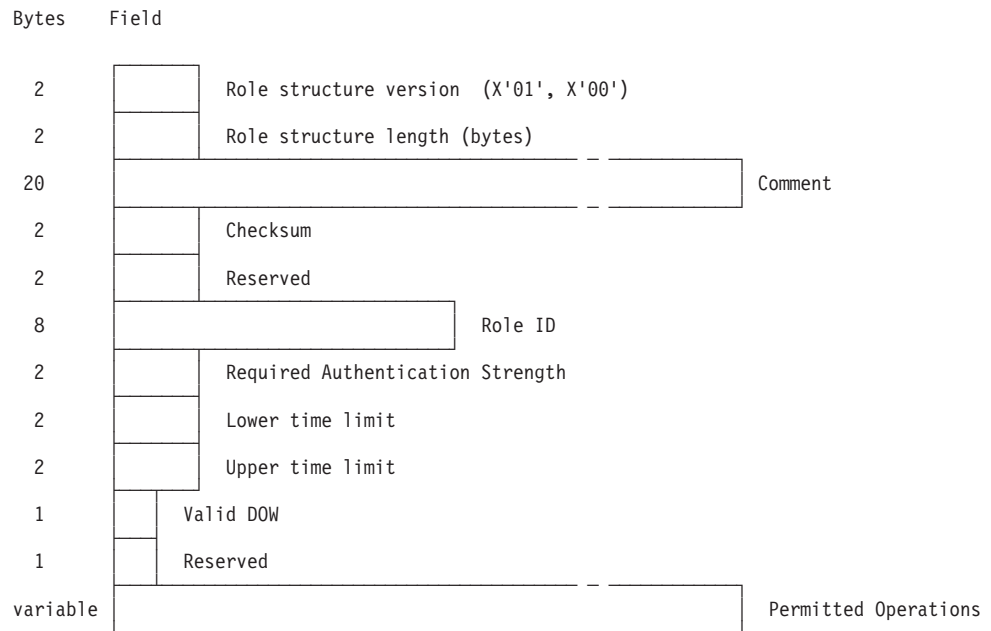 Bytes Field
2 Role structure version (X'01', X'00')
2 Role structure length (bytes)
20 Comment
2 Checksum
2 Reserved
8 Role ID
2 Required Authentication Strength
2 Lower time limit
2 Upper time limit
1 Valid DOW
1 Reserved
variable Permitted Operations